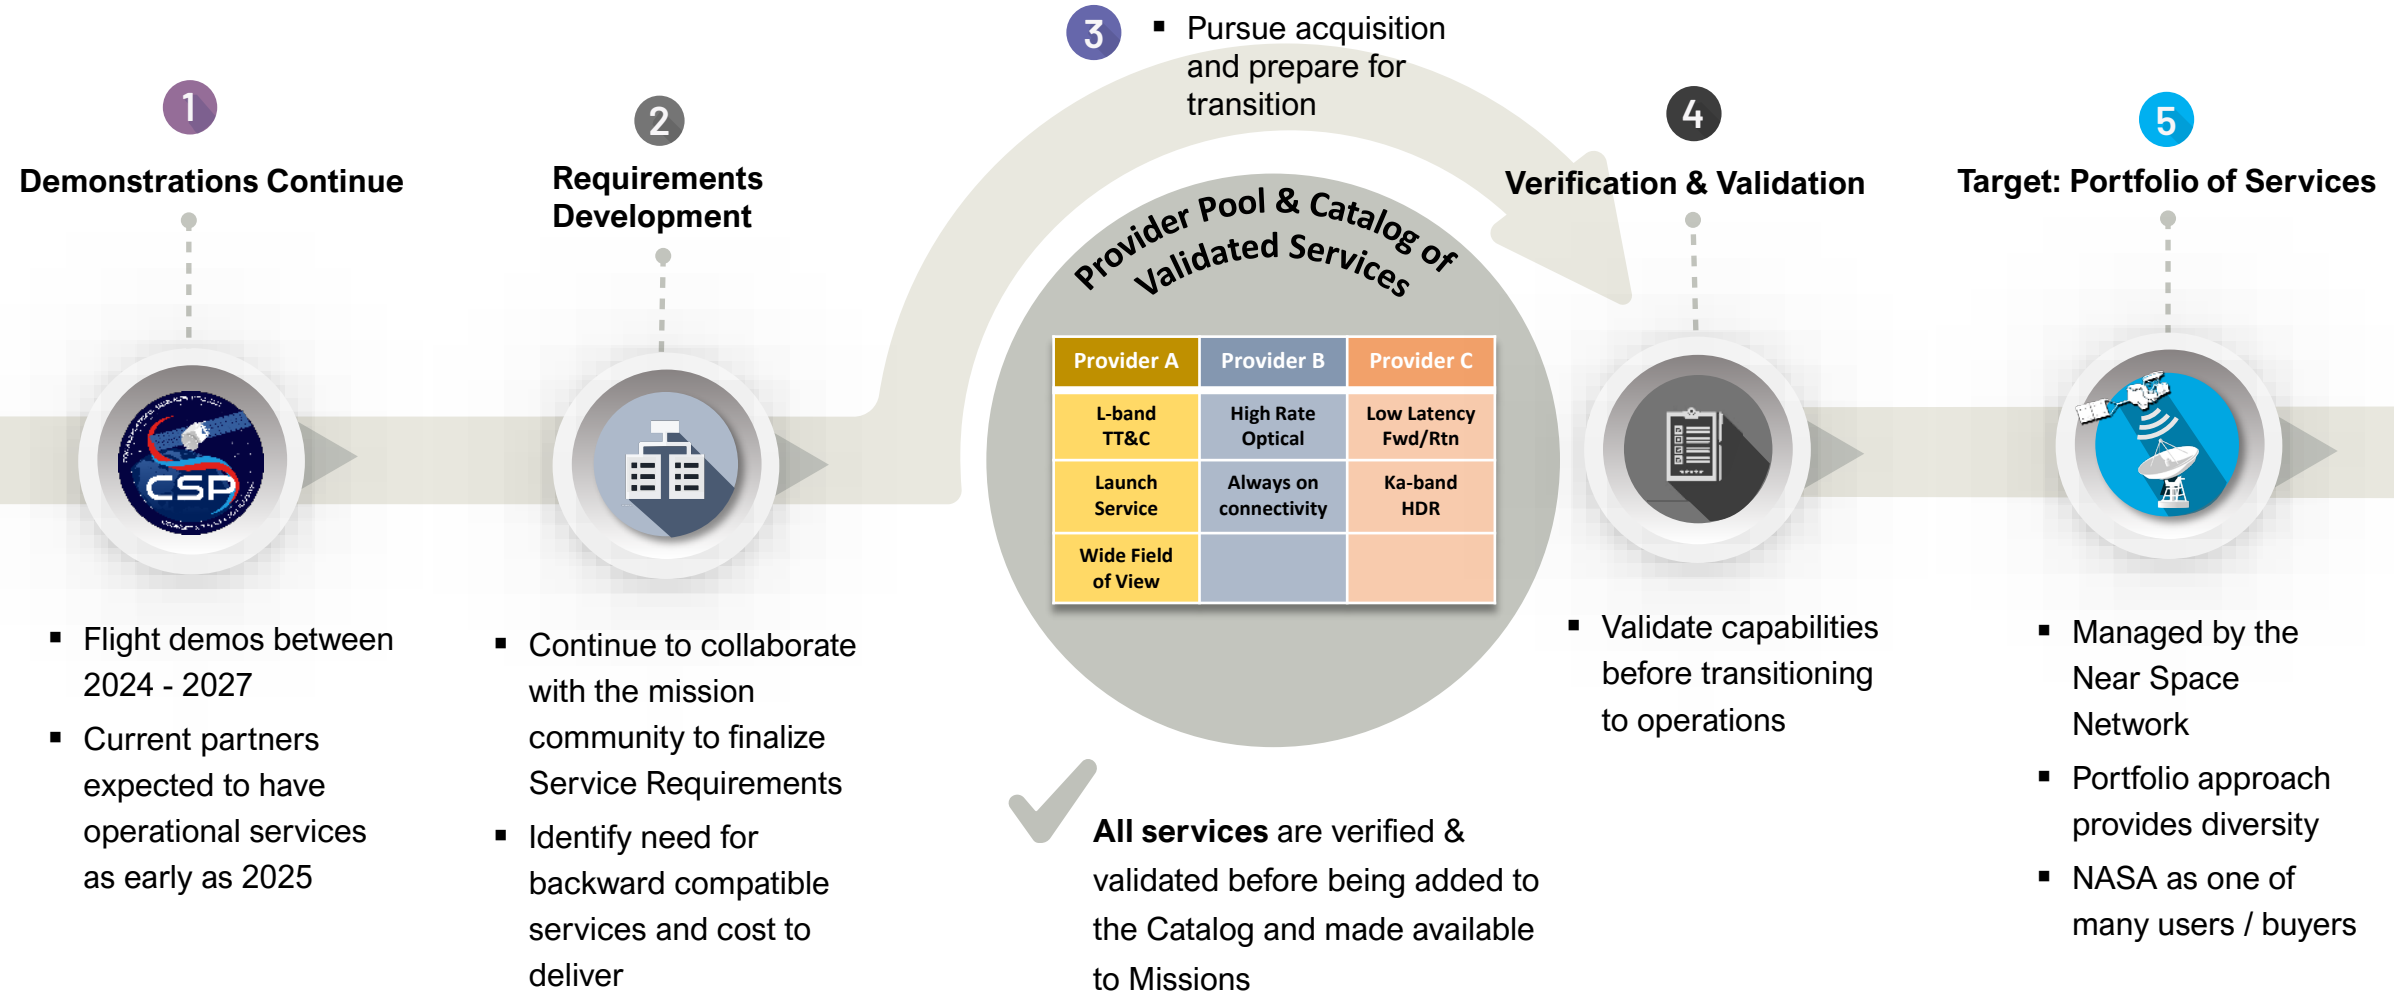 1
Demonstrations Continue
CSP
▪ Flight demos between
2024 - 2027
▪ Current partners
expected to have
operational services
as early as 2025
2
Requirements
Development
▪ Continue to collaborate
with the mission
community to finalize
Service Requirements
▪ Identify need for
backward compatible
services and cost to
deliver
3
▪ Pursue acquisition
and prepare for
transition
Provider Pool & Catalog of
Validated Services
Provider A Provider B Provider C
L-band
TT&C
High Rate
Optical
Low Latency
Fwd/Rtn
Launch
Service
Always on
connectivity
Ka-band
HDR
Wide Field
of View
All services are verified &
validated before being added to
the Catalog and made available
to Missions
4
Verification & Validation
▪ Validate capabilities
before transitioning
to operations
5
Target: Portfolio of Services
▪ Managed by the
Near Space
Network
▪ Portfolio approach
provides diversity
▪ NASA as one of
many users / buyers